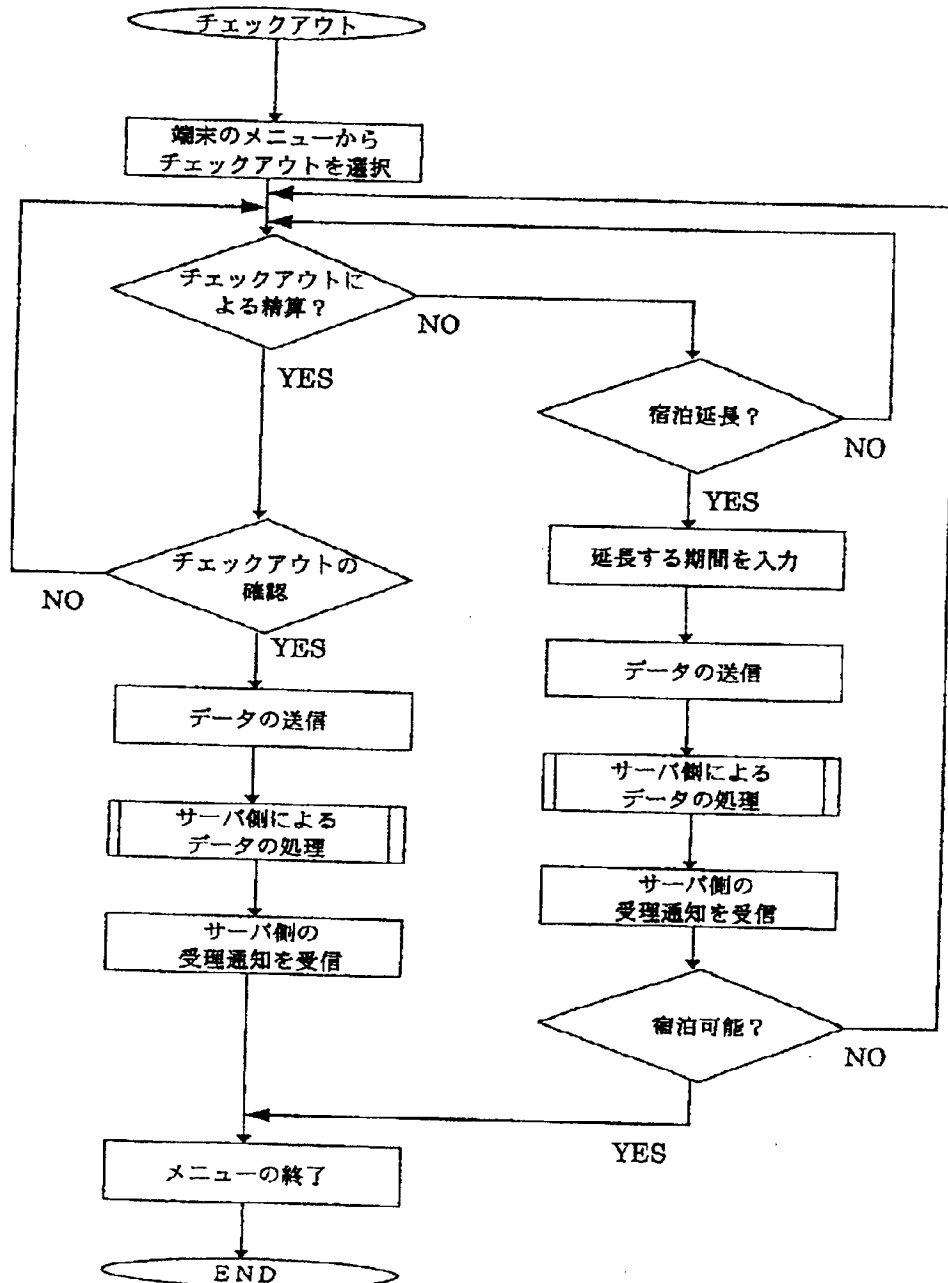 チェックアウト
端末のメニューから
チェックアウトを選択
チェックアウトに
よる精算?
NO
YES
宿泊延長?
NO
YES
延長する期間を入力
チェックアウトの
確認
NO
YES
データの送信
データの送信
サーバ側による
データの処理
サーバ側による
データの処理
サーバ側の
受理通知を受信
サーバ側の
受理通知を受信
宿泊可能?
NO
YES
メニューの終了
END